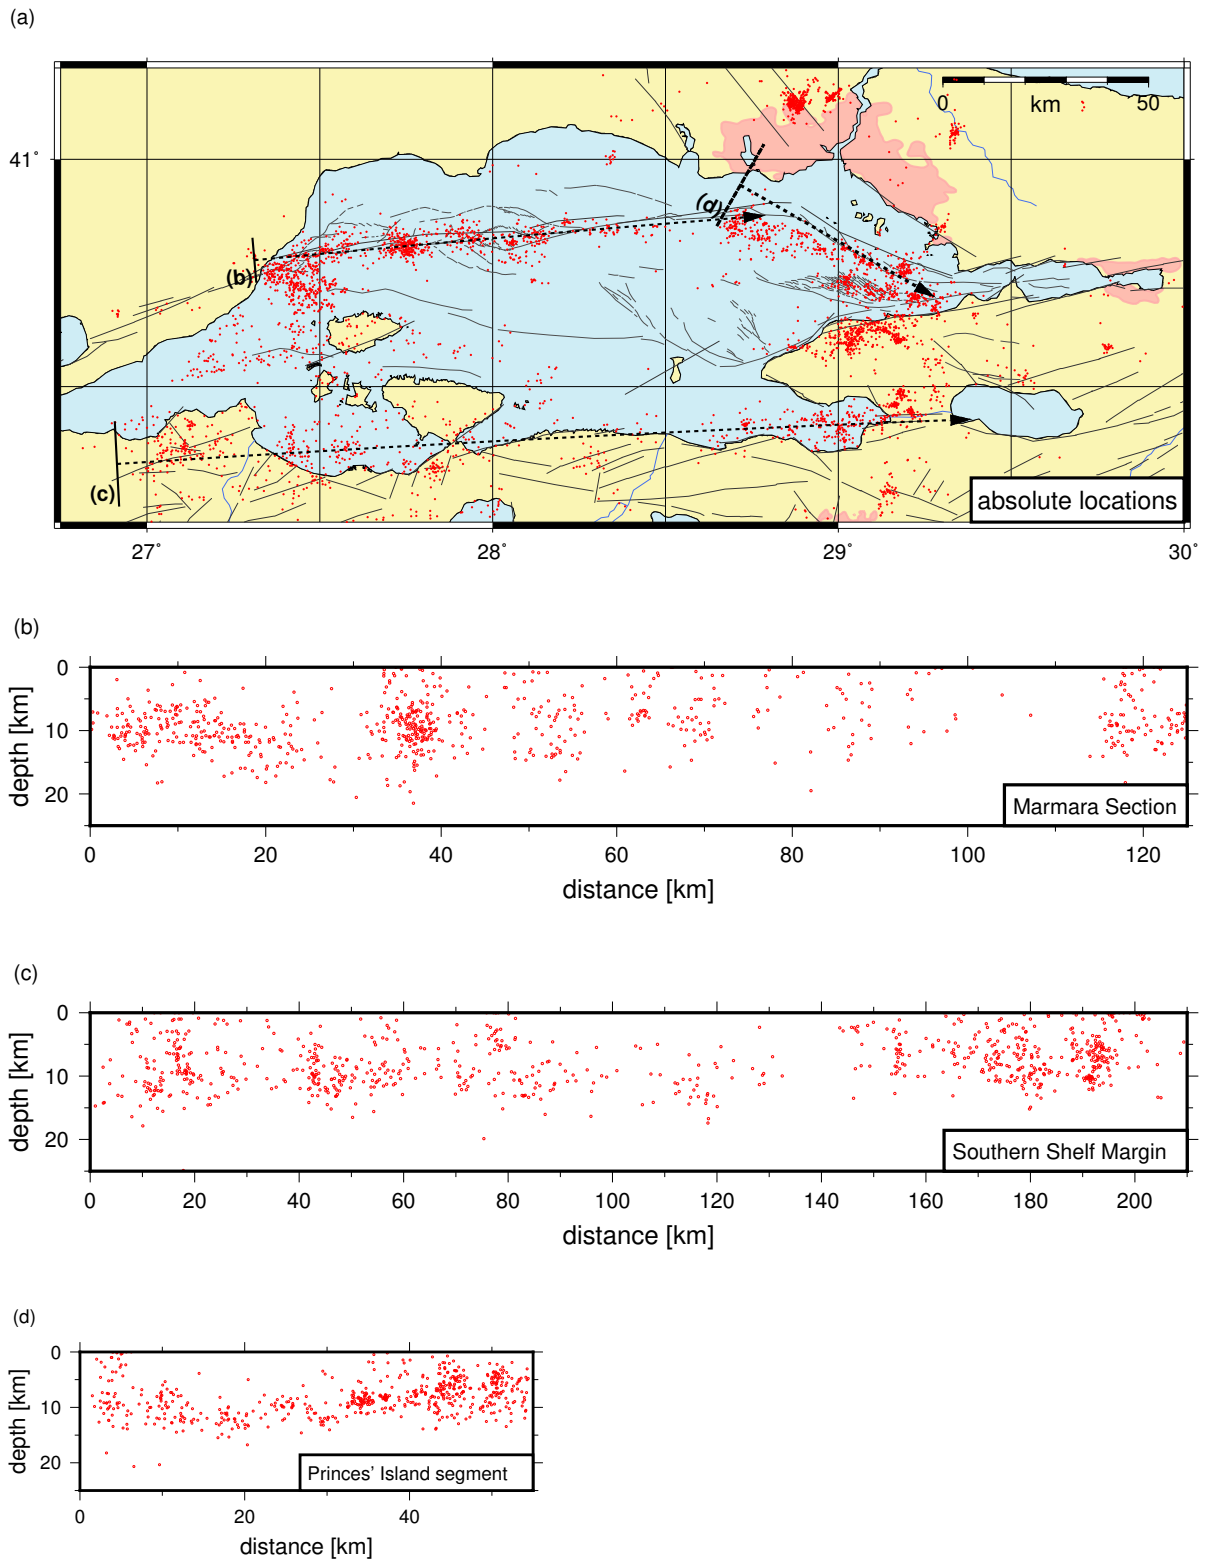 (a)
0 50
km
41°
(d)
(b)
(c)
absolute locations
27° 28° 29° 30°
(b)
0
10
20
depth [km]
Marmara Section
0 20 40 60 80 100 120
distance [km]
(c)
0
10
20
depth [km]
Southern Shelf Margin
0 20 40 60 80 100 120 140 160 180 200
distance [km]
(d)
0
10
20
depth [km]
Princes' Island segment
0 20 40
distance [km]